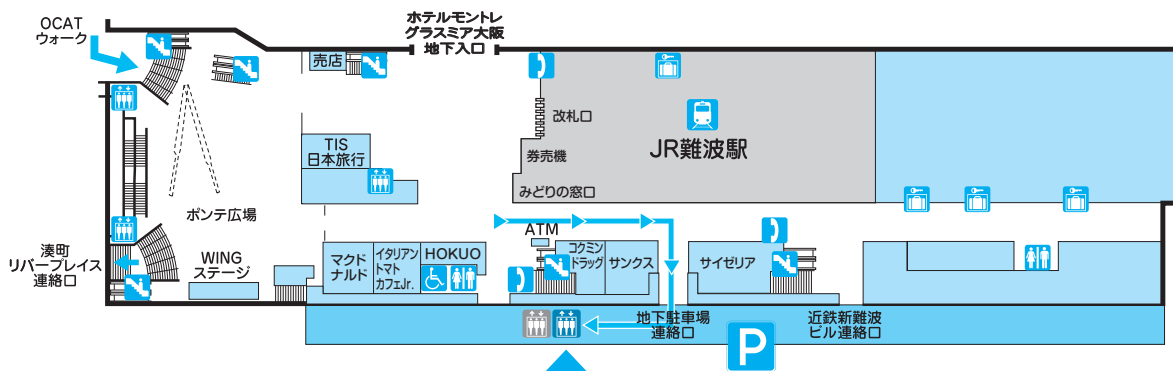 OCAT
ウォーク
ホテルモントレ
グラスミア大阪
地下入口
売店
改札口
JR難波駅
券売機
みどりの窓口
TIS
日本旅行
ポンテ広場
湊町
リバープレイス
連絡口
WING
ステージ
マクド
ナルド
イタリアン
トマト
カフェJr.
HOKUO
ATM
コクミン
ドラッグ
サンクス
サイゼリア
地下駐車場
連絡口
近鉄新難波
ビル連絡口
P